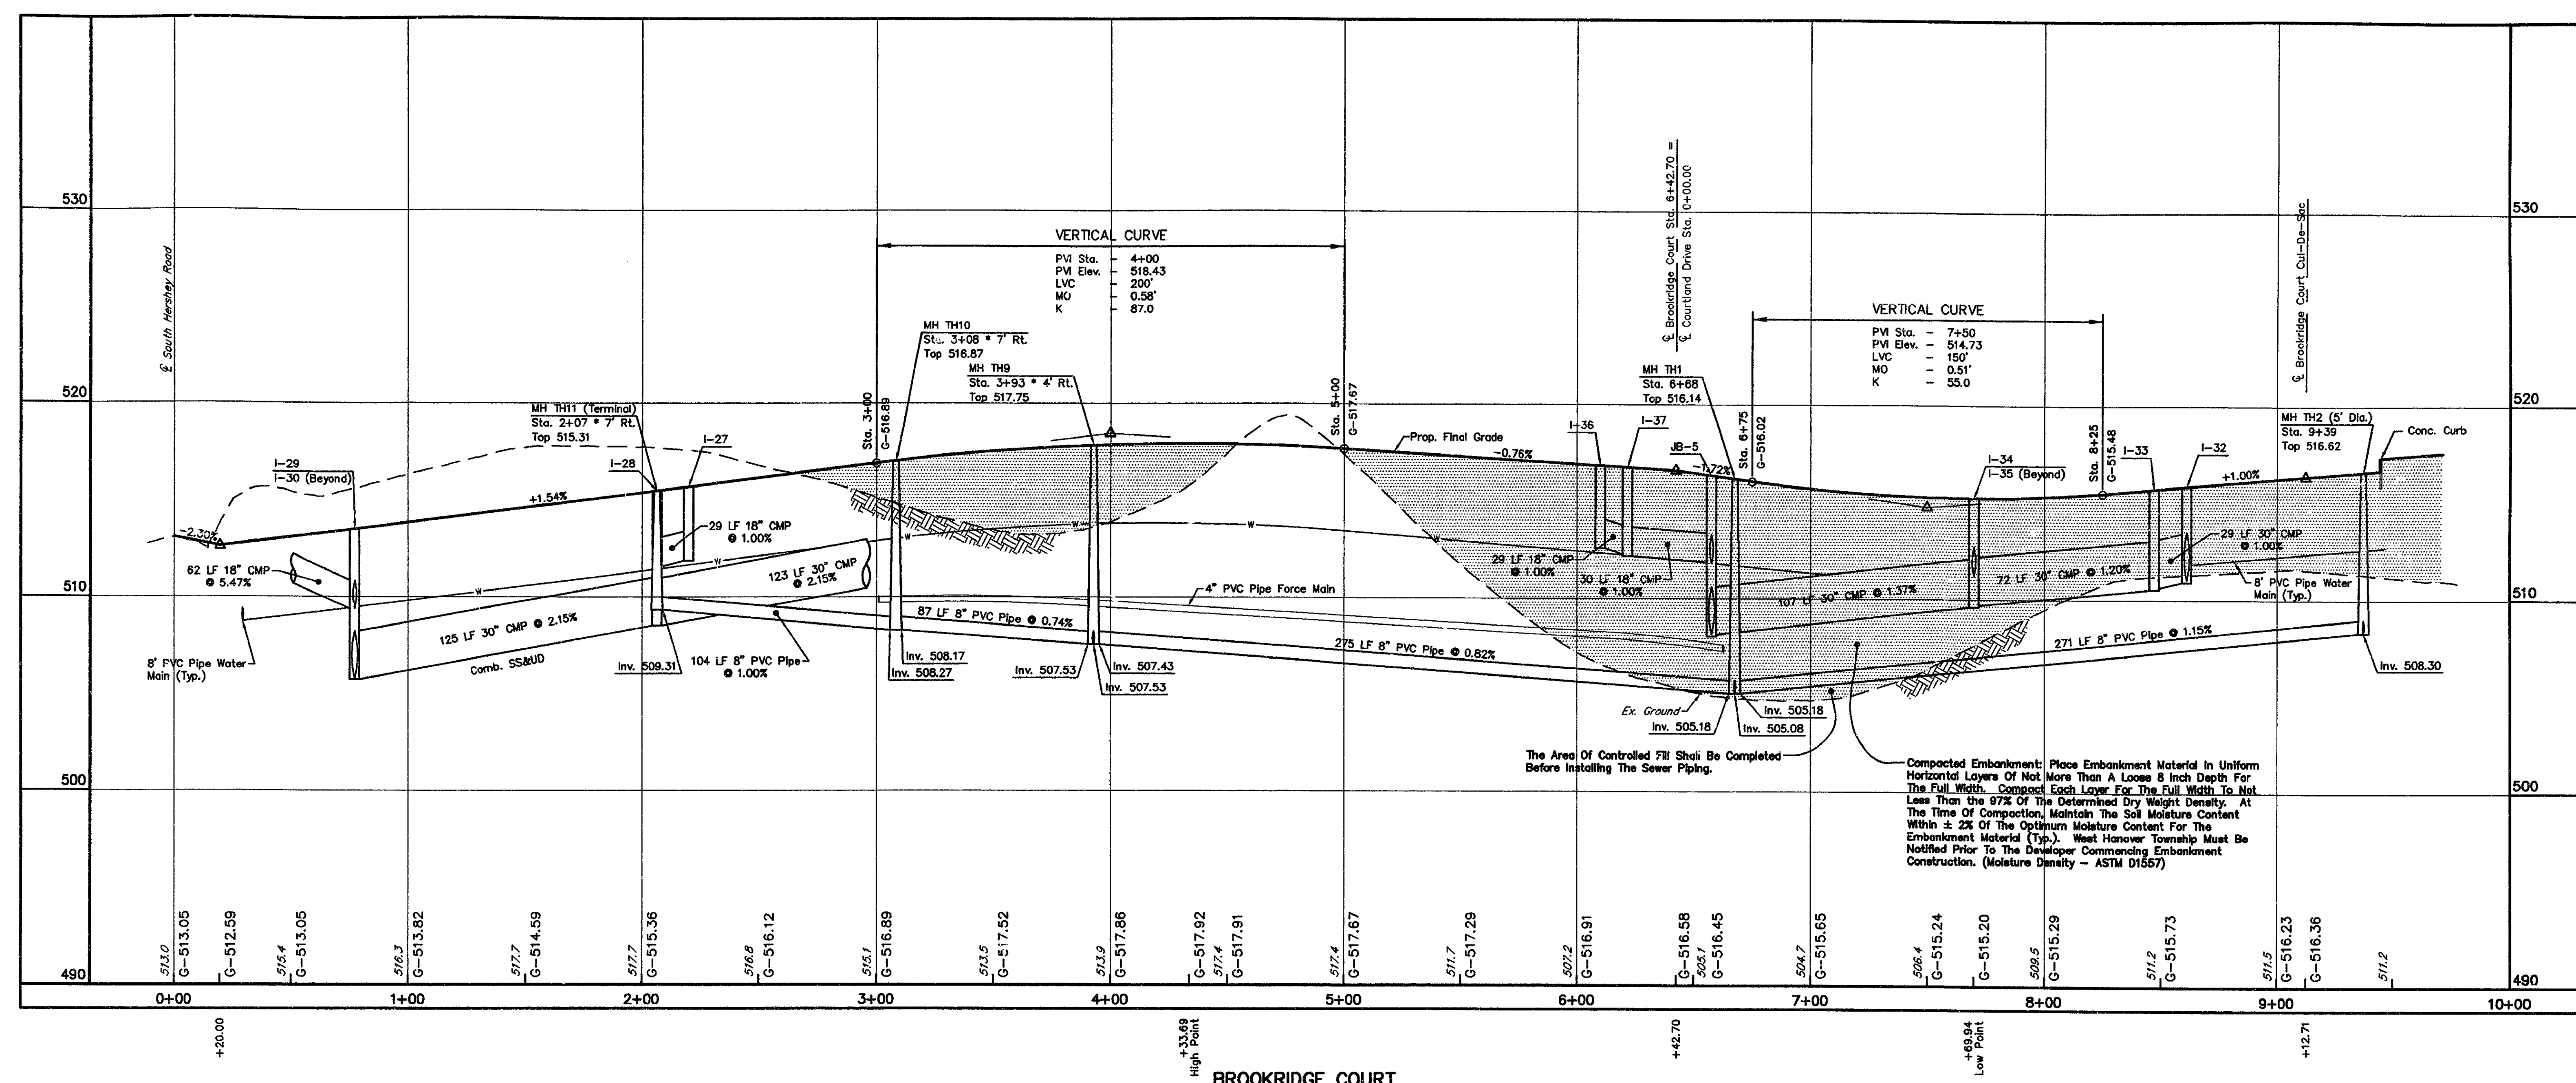 530
520
510
500
490
530
520
510
500
490
℄ South Hershey Road
VERTICAL CURVE
PVI Sta. - 4+00
PVI Elev. - 518.43
LVC - 200'
MO - 0.58'
K - 87.0
℄ Brookridge Court Sta. 6+42.70 =
℄ Courtland Drive Sta. 0+00.00
VERTICAL CURVE
PVI Sta. - 7+50
PVI Elev. - 514.73
LVC - 150'
MO - 0.51'
K - 55.0
℄ Brookridge Court Cul-De-Sac
MH TH10
Sta. 3+08 * 7' Rt.
Top 516.87
MH TH9
Sta. 3+93 * 4' Rt.
Top 517.75
MH TH1
Sta. 6+68
Top 516.14
MH TH11 (Terminal)
Sta. 2+07 * 7' Rt.
Top 515.31
MH TH2 (5' Dia.)
Sta. 9+39
Top 516.62
Sta. 3+00
G-516.89
Sta. 5+00
G-517.67
Sta. 6+75
G-516.02
Sta. 8+25
G-515.48
I-29
I-30 (Beyond)
I-28
I-27
Prop. Final Grade
-0.76%
I-36
I-37
JB-5
-1.72%
I-34
I-35 (Beyond)
I-33
I-32
+1.00%
Conc. Curb
-2.30%
+1.54%
62 LF 18" CMP
@ 5.47%
29 LF 18" CMP
@ 1.00%
123 LF 30" CMP
@ 2.15%
125 LF 30" CMP @ 2.15%
Comb. SS&UD
8' PVC Pipe Water
Main (Typ.)
W
W
W
W
W
W
104 LF 8" PVC Pipe
@ 1.00%
87 LF 8" PVC Pipe @ 0.74%
4" PVC Pipe Force Main
275 LF 8" PVC Pipe @ 0.82%
29 LF 18" CMP
@ 1.00%
30 LF 18" CMP
@ 1.00%
107 LF 30" CMP @ 1.37%
72 LF 30" CMP @ 1.20%
29 LF 30" CMP
@ 1.00%
8' PVC Pipe Water
Main (Typ.)
271 LF 8" PVC Pipe @ 1.15%
Inv. 509.31
Inv. 508.17
Inv. 508.27
Inv. 507.53
Inv. 507.43
Inv. 507.53
Ex. Ground
Inv. 505.18
Inv. 505.18
Inv. 505.08
Inv. 508.30
The Area Of Controlled Fill Shall Be Completed
Before Installing The Sewer Piping.
Compacted Embankment: Place Embankment Material In Uniform
Horizontal Layers Of Not More Than A Loose 8 Inch Depth For
The Full Width. Compact Each Layer For The Full Width To Not
Less Than the 97% Of The Determined Dry Weight Density. At
The Time Of Compaction, Maintain The Soil Moisture Content
Within ± 2% Of The Optimum Moisture Content For The
Embankment Material (Typ.). West Hanover Township Must Be
Notified Prior To The Developer Commencing Embankment
Construction. (Moisture Density - ASTM D1557)
513.0
G-513.05
G-512.59
515.4
G-513.05
516.3
G-513.82
517.7
G-514.59
517.7
G-515.36
516.8
G-516.12
515.1
G-516.89
513.5
G-517.52
513.9
G-517.86
G-517.92
517.4
G-517.91
517.4
G-517.67
511.7
G-517.29
507.2
G-516.91
G-516.58
505.1
G-516.45
504.7
G-515.65
506.4
G-515.24
G-515.20
509.5
G-515.29
511.2
G-515.73
511.5
G-516.23
G-516.36
511.2
0+00
1+00
2+00
3+00
4+00
5+00
6+00
7+00
8+00
9+00
10+00
+20.00
+33.69
High Point
+42.70
+69.94
Low Point
+12.71
BROOKRIDGE COURT